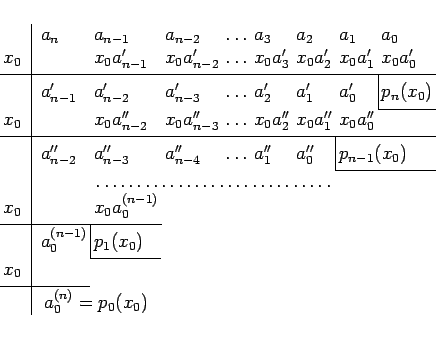 a_n a_{n-1} a_{n-2} … a_3 a_2 a_1 a_0
x_0 x_0a'_{n-1} x_0a'_{n-2} … x_0a'_3 x_0a'_2 x_0a'_1 x_0a'_0
a'_{n-1} a'_{n-2} a'_{n-3} … a'_2 a'_1 a'_0 p_n(x_0)
x_0 x_0a''_{n-2} x_0a''_{n-3} … x_0a''_2 x_0a''_1 x_0a''_0
a''_{n-2} a''_{n-3} a''_{n-4} … a''_1 a''_0 p_{n-1}(x_0)
..............................
x_0 x_0a_0^{(n-1)}
a_0^{(n-1)} p_1(x_0)
x_0
a_0^{(n)} = p_0(x_0)